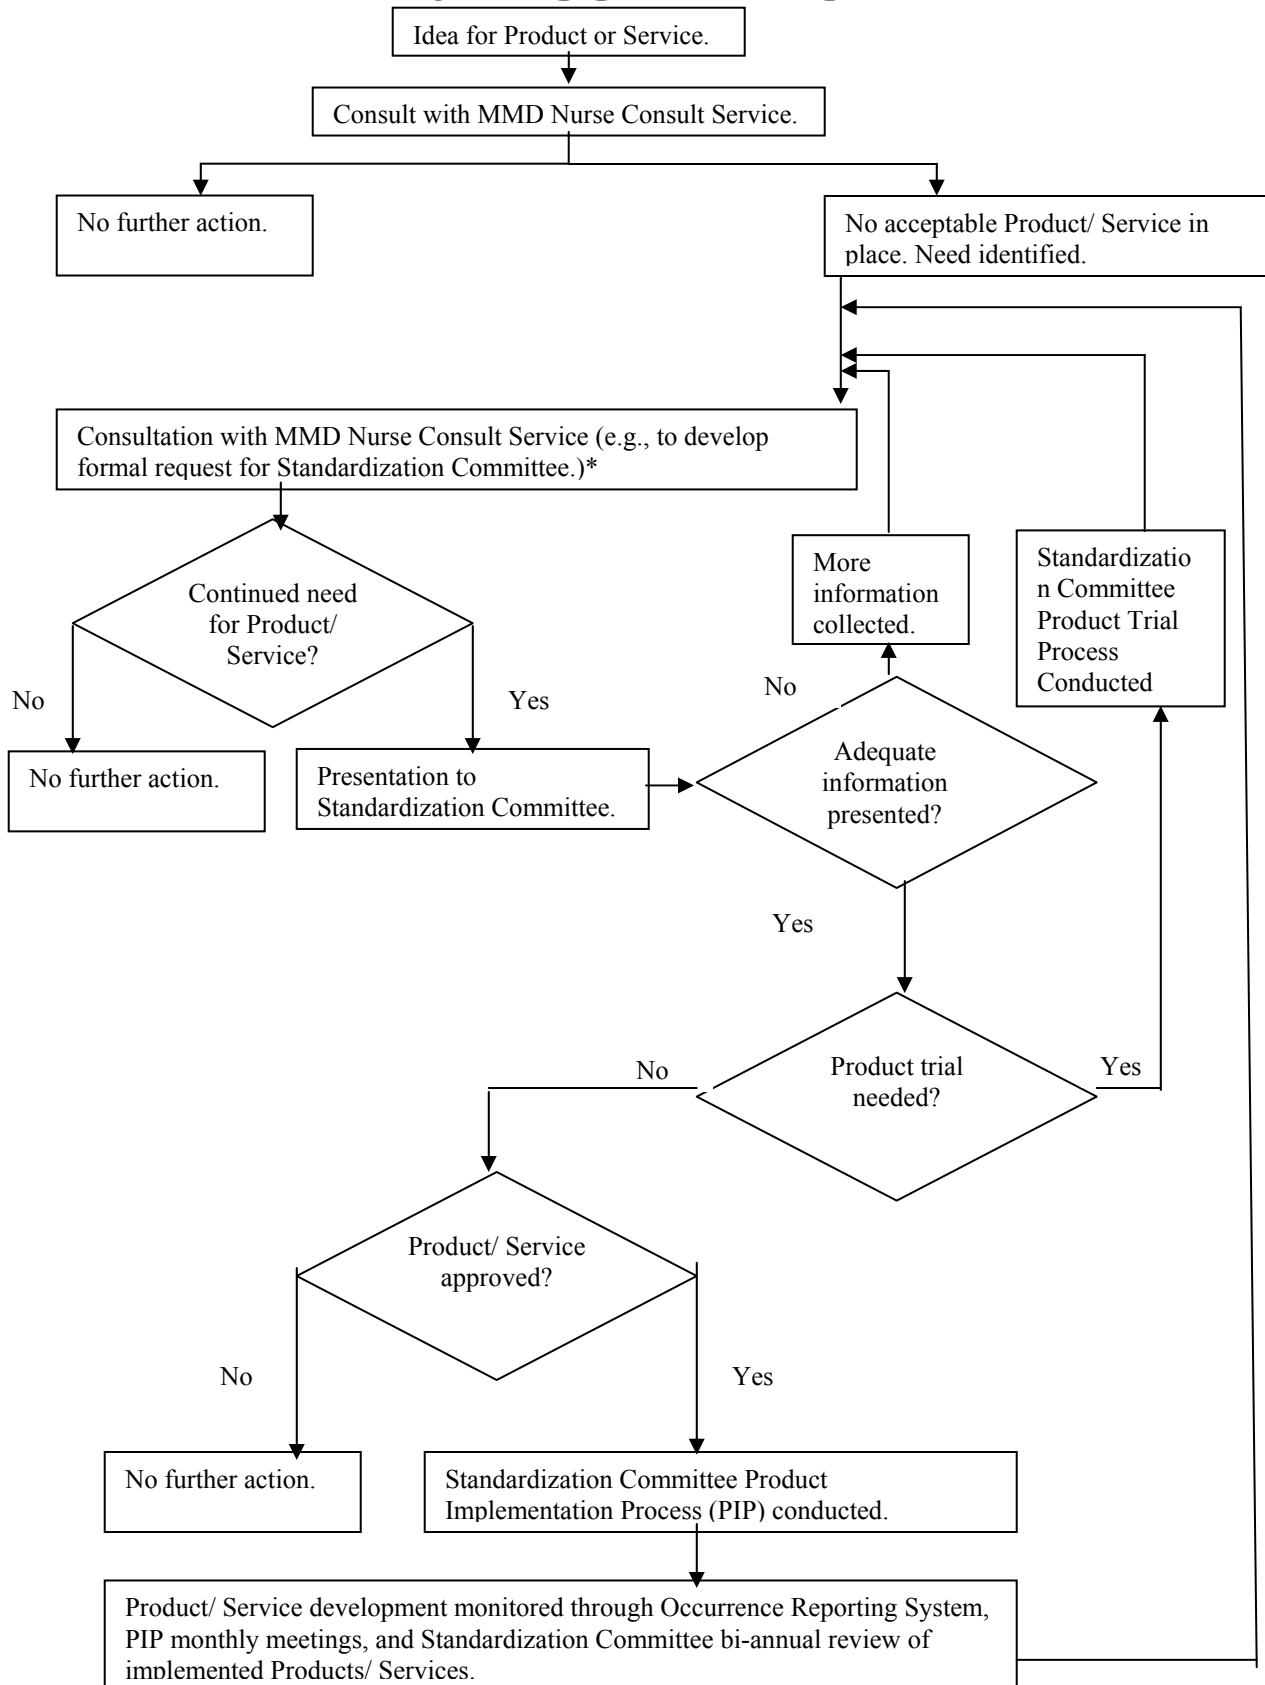 Idea for Product or Service.
Consult with MMD Nurse Consult Service.
No further action.
No acceptable Product/ Service in
place. Need identified.
Consultation with MMD Nurse Consult Service (e.g., to develop
formal request for Standardization Committee.)*
Continued need
for Product/
Service?
No
Yes
No further action.
Presentation to
Standardization Committee.
More
information
collected.
Standardizatio
n Committee
Product Trial
Process
Conducted
No
Adequate
information
presented?
Yes
Product trial
needed?
No
Yes
Product/ Service
approved?
No
Yes
No further action.
Standardization Committee Product
Implementation Process (PIP) conducted.
Product/ Service development monitored through Occurrence Reporting System,
PIP monthly meetings, and Standardization Committee bi-annual review of
implemented Products/ Services.